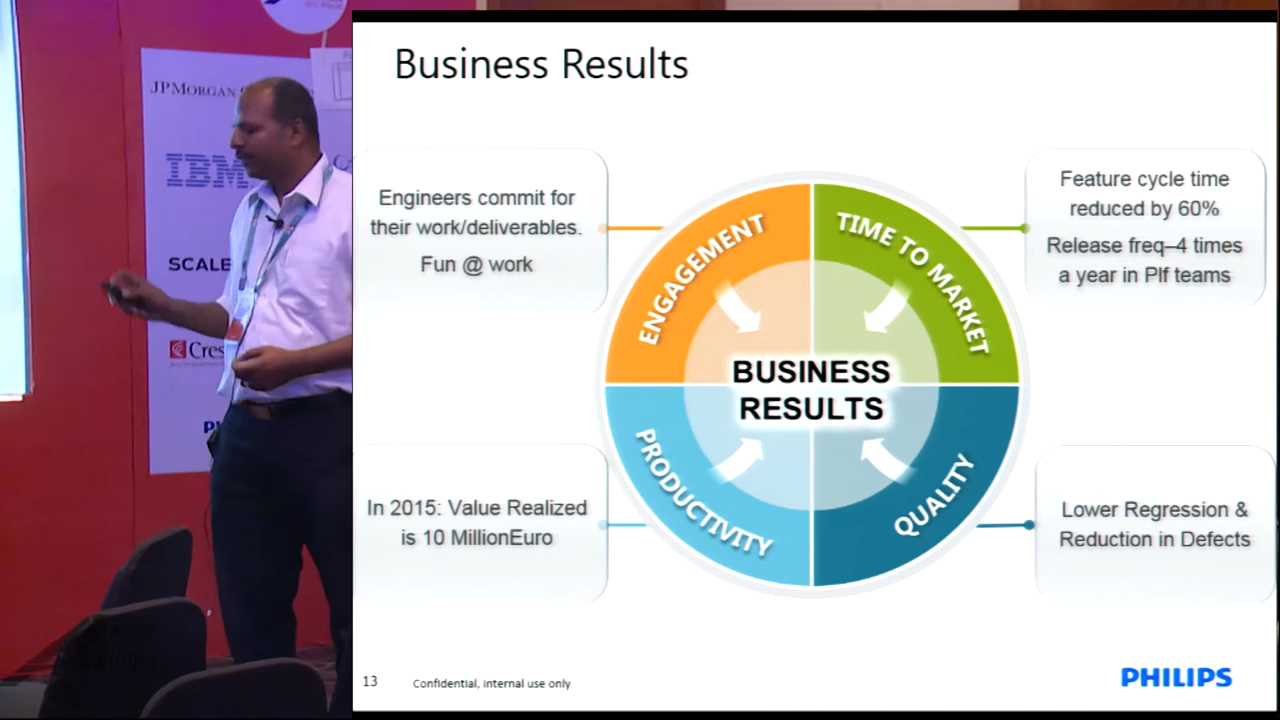 Business Results
JPMORGAN
IBM
SCALE
Cres
Engineers commit for
their work/deliverables.
Fun @ work
Feature cycle time
reduced by 60%
Release freq–4 times
a year in Plf teams
ENGAGEMENT
TIME TO MARKET
BUSINESS
RESULTS
PRODUCTIVITY
QUALITY
In 2015: Value Realized
is 10 MillionEuro
Lower Regression &
Reduction in Defects
13
Confidential, internal use only
PHILIPS